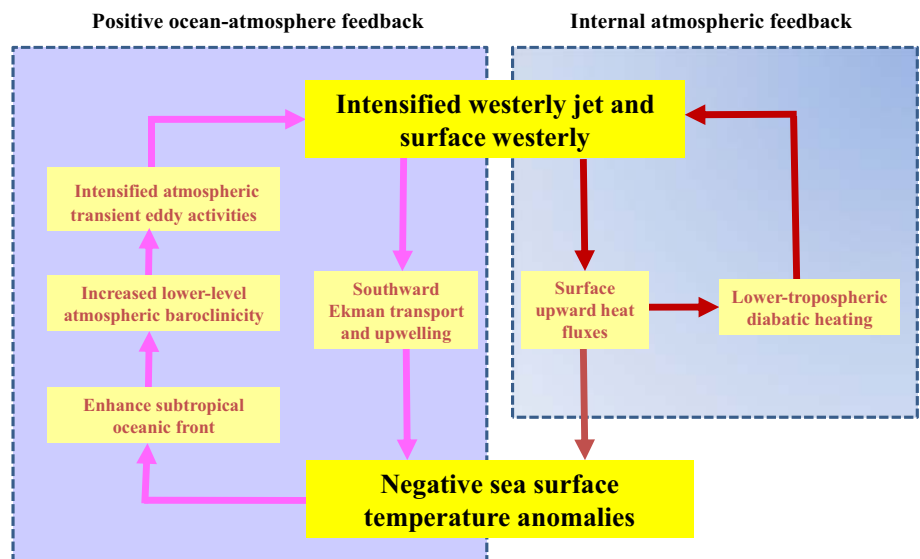 Positive ocean-atmosphere feedback
Internal atmospheric feedback
Intensified westerly jet and
surface westerly
Intensified atmospheric
transient eddy activities
Increased lower-level
atmospheric baroclinicity
Southward
Ekman transport
and upwelling
Surface
upward heat
fluxes
Lower-tropospheric
diabatic heating
Enhance subtropical
oceanic front
Negative sea surface
temperature anomalies